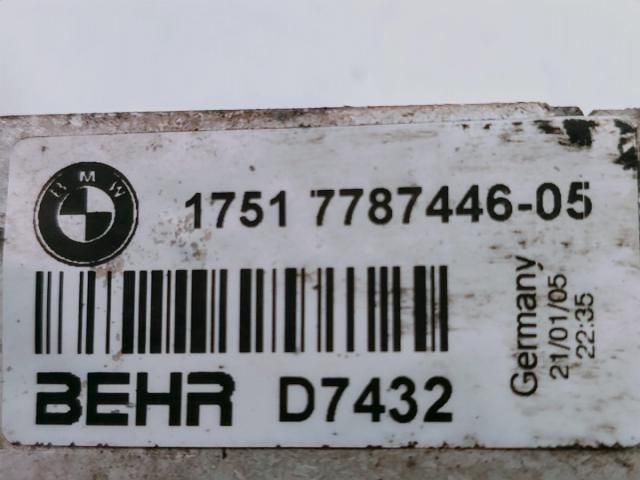 BMW
1751 7787446-05
BEHR D7432
Germany
21/01/05
22:35